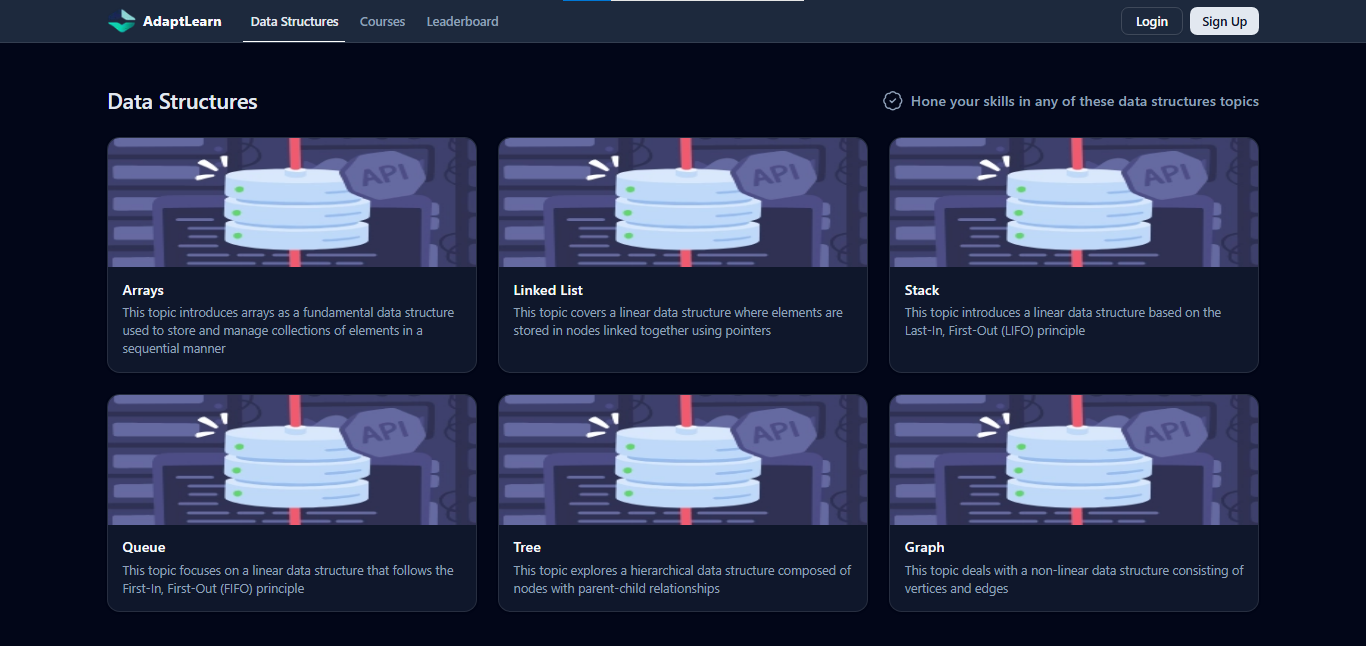 AdaptLearn
Data Structures
Courses
Leaderboard
Login
Sign Up
Data Structures
Hone your skills in any of these data structures topics
API
API
API
Arrays
This topic introduces arrays as a fundamental data structure
used to store and manage collections of elements in a
sequential manner
Linked List
This topic covers a linear data structure where elements are
stored in nodes linked together using pointers
Stack
This topic introduces a linear data structure based on the
Last-In, First-Out (LIFO) principle
API
API
API
Queue
This topic focuses on a linear data structure that follows the
First-In, First-Out (FIFO) principle
Tree
This topic explores a hierarchical data structure composed of
nodes with parent-child relationships
Graph
This topic deals with a non-linear data structure consisting of
vertices and edges